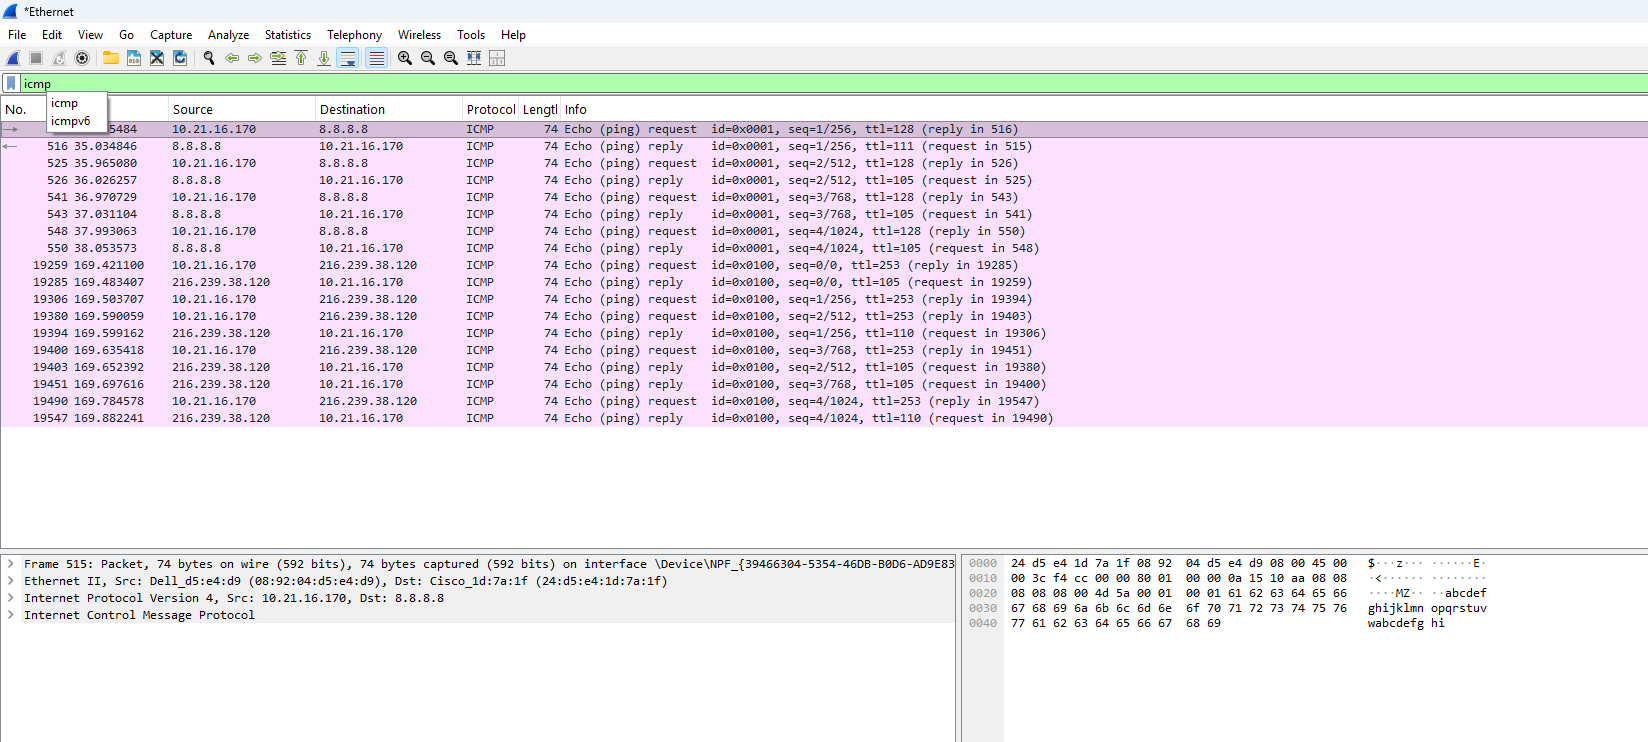 *Ethernet
File Edit View Go Capture Analyze Statistics Telephony Wireless Tools Help
icmp
icmp
icmpv6
No. Source Destination Protocol Lengtl Info
5484 10.21.16.170 8.8.8.8 ICMP 74 Echo (ping) request id=0x0001, seq=1/256, ttl=128 (reply in 516)
516 35.034846 8.8.8.8 10.21.16.170 ICMP 74 Echo (ping) reply id=0x0001, seq=1/256, ttl=111 (request in 515)
525 35.965080 10.21.16.170 8.8.8.8 ICMP 74 Echo (ping) request id=0x0001, seq=2/512, ttl=128 (reply in 526)
526 36.026257 8.8.8.8 10.21.16.170 ICMP 74 Echo (ping) reply id=0x0001, seq=2/512, ttl=105 (request in 525)
541 36.970729 10.21.16.170 8.8.8.8 ICMP 74 Echo (ping) request id=0x0001, seq=3/768, ttl=128 (reply in 543)
543 37.031104 8.8.8.8 10.21.16.170 ICMP 74 Echo (ping) reply id=0x0001, seq=3/768, ttl=105 (request in 541)
548 37.993063 10.21.16.170 8.8.8.8 ICMP 74 Echo (ping) request id=0x0001, seq=4/1024, ttl=128 (reply in 550)
550 38.053573 8.8.8.8 10.21.16.170 ICMP 74 Echo (ping) reply id=0x0001, seq=4/1024, ttl=105 (request in 548)
19259 169.421100 10.21.16.170 216.239.38.120 ICMP 74 Echo (ping) request id=0x0100, seq=0/0, ttl=253 (reply in 19285)
19285 169.483407 216.239.38.120 10.21.16.170 ICMP 74 Echo (ping) reply id=0x0100, seq=0/0, ttl=105 (request in 19259)
19306 169.503707 10.21.16.170 216.239.38.120 ICMP 74 Echo (ping) request id=0x0100, seq=1/256, ttl=253 (reply in 19394)
19380 169.590059 10.21.16.170 216.239.38.120 ICMP 74 Echo (ping) request id=0x0100, seq=2/512, ttl=253 (reply in 19403)
19394 169.599162 216.239.38.120 10.21.16.170 ICMP 74 Echo (ping) reply id=0x0100, seq=1/256, ttl=110 (request in 19306)
19400 169.635418 10.21.16.170 216.239.38.120 ICMP 74 Echo (ping) request id=0x0100, seq=3/768, ttl=253 (reply in 19451)
19403 169.652392 216.239.38.120 10.21.16.170 ICMP 74 Echo (ping) reply id=0x0100, seq=2/512, ttl=105 (request in 19380)
19451 169.697616 216.239.38.120 10.21.16.170 ICMP 74 Echo (ping) reply id=0x0100, seq=3/768, ttl=105 (request in 19400)
19490 169.784578 10.21.16.170 216.239.38.120 ICMP 74 Echo (ping) request id=0x0100, seq=4/1024, ttl=253 (reply in 19547)
19547 169.882241 216.239.38.120 10.21.16.170 ICMP 74 Echo (ping) reply id=0x0100, seq=4/1024, ttl=110 (request in 19490)
Frame 515: Packet, 74 bytes on wire (592 bits), 74 bytes captured (592 bits) on interface \Device\NPF_{39466304-5354-46DB-B0D6-AD9E83
Ethernet II, Src: Dell_d5:e4:d9 (08:92:04:d5:e4:d9), Dst: Cisco_1d:7a:1f (24:d5:e4:1d:7a:1f)
Internet Protocol Version 4, Src: 10.21.16.170, Dst: 8.8.8.8
Internet Control Message Protocol
0000 24 d5 e4 1d 7a 1f 08 92 04 d5 e4 d9 08 00 45 00 $···z··· ······E·
0010 00 3c f4 cc 00 00 80 01 00 00 0a 15 10 aa 08 08 ·<······ ········
0020 08 08 08 00 4d 5a 00 01 00 01 61 62 63 64 65 66 ····MZ·· ··abcdef
0030 67 68 69 6a 6b 6c 6d 6e 6f 70 71 72 73 74 75 76 ghijklmn opqrstuv
0040 77 61 62 63 64 65 66 67 68 69 wabcdefg hi